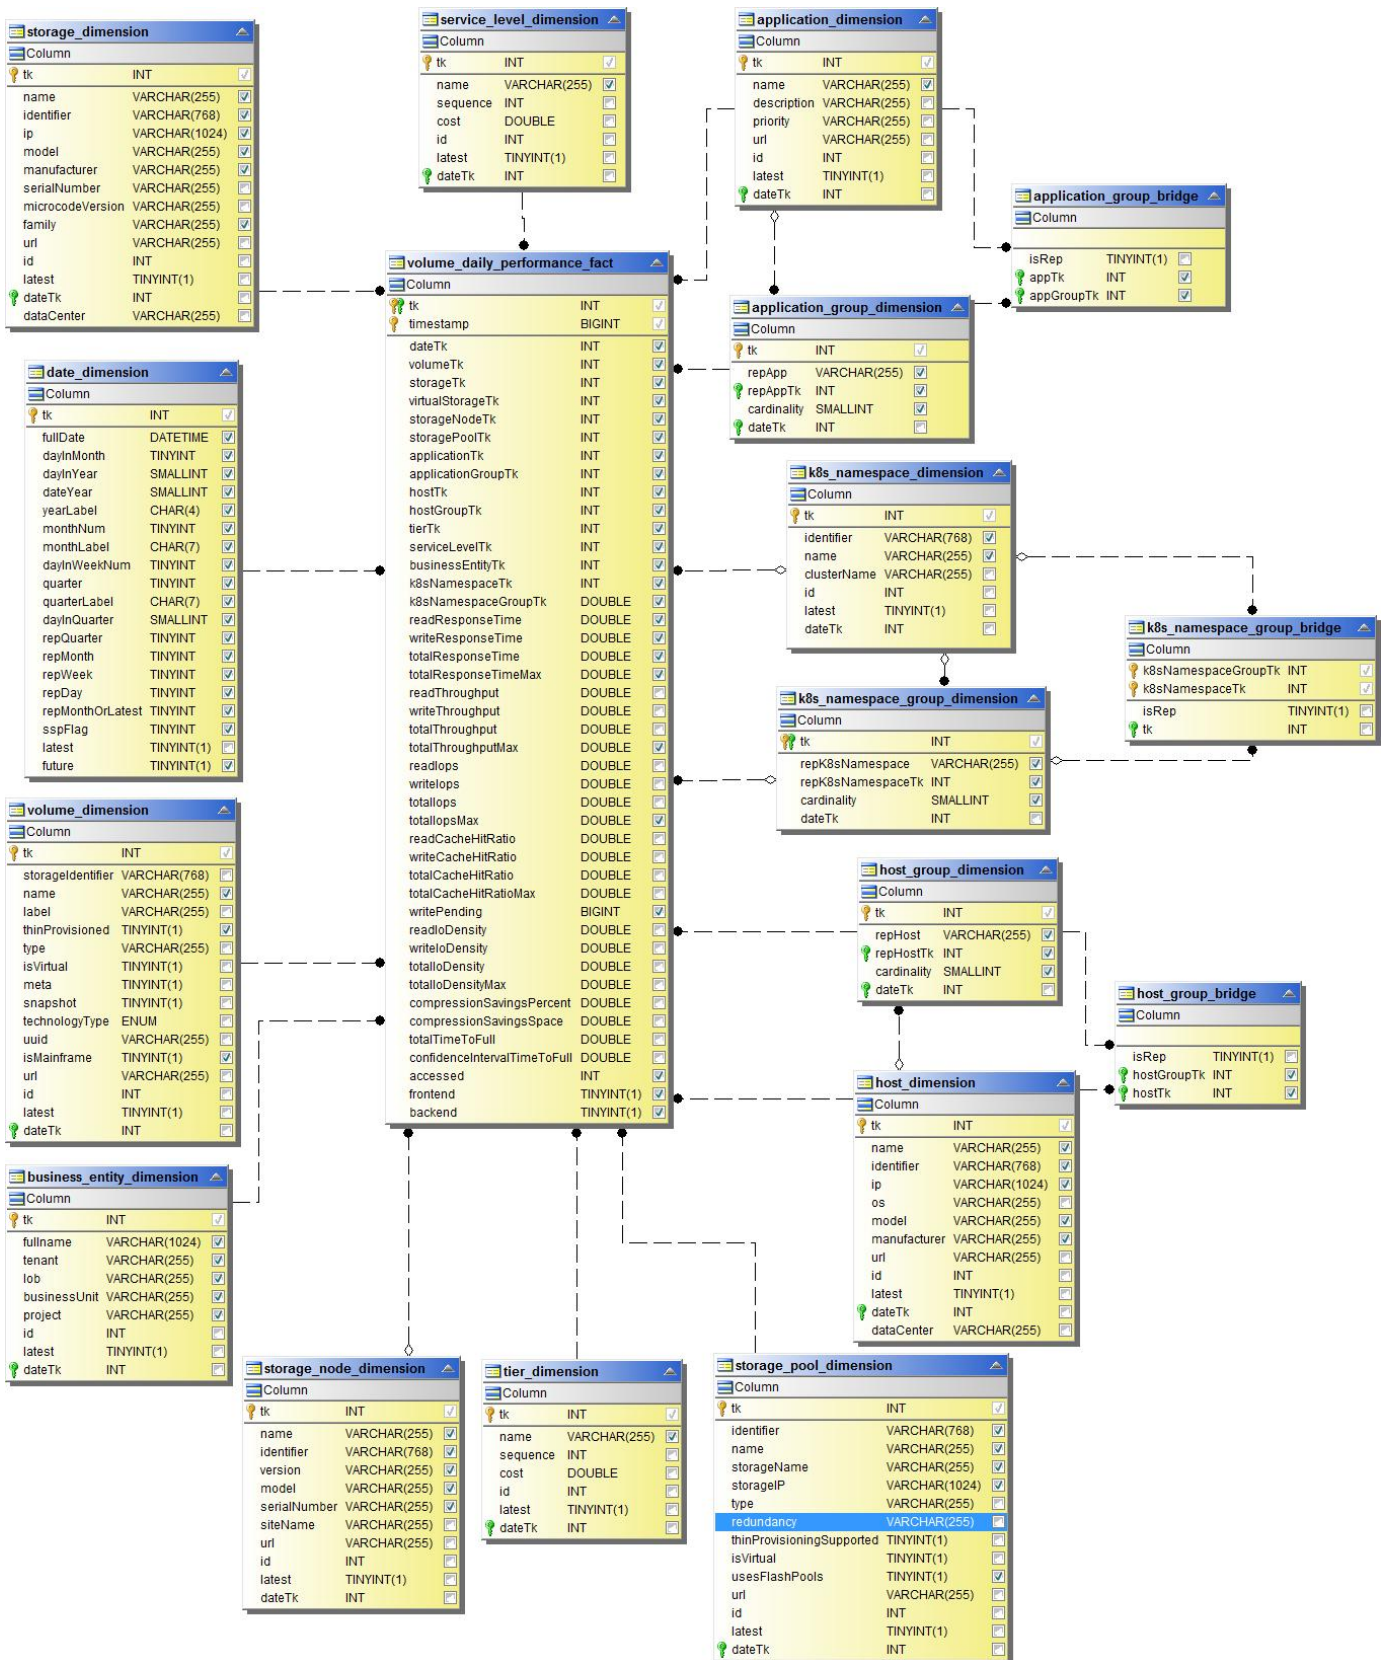 storage_dimension
Column
tk INT
name VARCHAR(255)
identifier VARCHAR(768)
ip VARCHAR(1024)
model VARCHAR(255)
manufacturer VARCHAR(255)
serialNumber VARCHAR(255)
microcodeVersion VARCHAR(255)
family VARCHAR(255)
url VARCHAR(255)
id INT
latest TINYINT(1)
dateTk INT
dataCenter VARCHAR(255)
service_level_dimension
Column
tk INT
name VARCHAR(255)
sequence INT
cost DOUBLE
id INT
latest TINYINT(1)
dateTk INT
application_dimension
Column
tk INT
name VARCHAR(255)
description VARCHAR(255)
priority VARCHAR(255)
url VARCHAR(255)
id INT
latest TINYINT(1)
dateTk INT
application_group_bridge
Column
isRep TINYINT(1)
appTk INT
appGroupTk INT
volume_daily_performance_fact
Column
tk INT
timestamp BIGINT
dateTk INT
volumeTk INT
storageTk INT
virtualStorageTk INT
storageNodeTk INT
storagePoolTk INT
applicationTk INT
applicationGroupTk INT
hostTk INT
hostGroupTk INT
tierTk INT
serviceLevelTk INT
businessEntityTk INT
k8sNamespaceTk INT
k8sNamespaceGroupTk DOUBLE
readResponseTime DOUBLE
writeResponseTime DOUBLE
totalResponseTime DOUBLE
totalResponseTimeMax DOUBLE
readThroughput DOUBLE
writeThroughput DOUBLE
totalThroughput DOUBLE
totalThroughputMax DOUBLE
readIops DOUBLE
writeIops DOUBLE
totalIops DOUBLE
totalIopsMax DOUBLE
readCacheHitRatio DOUBLE
writeCacheHitRatio DOUBLE
totalCacheHitRatio DOUBLE
totalCacheHitRatioMax DOUBLE
writePending BIGINT
readIoDensity DOUBLE
writeIoDensity DOUBLE
totalIoDensity DOUBLE
totalIoDensityMax DOUBLE
compressionSavingsPercent DOUBLE
compressionSavingsSpace DOUBLE
totalTimeToFull DOUBLE
confidenceIntervalTimeToFull DOUBLE
accessed INT
frontend TINYINT(1)
backend TINYINT(1)
application_group_dimension
Column
tk INT
repApp VARCHAR(255)
repAppTk INT
cardinality SMALLINT
dateTk INT
date_dimension
Column
tk INT
fullDate DATETIME
dayInMonth TINYINT
dayInYear SMALLINT
dateYear SMALLINT
yearLabel CHAR(4)
monthNum TINYINT
monthLabel CHAR(7)
dayInWeekNum TINYINT
quarter TINYINT
quarterLabel CHAR(7)
dayInQuarter SMALLINT
repQuarter TINYINT
repMonth TINYINT
repWeek TINYINT
repDay TINYINT
repMonthOrLatest TINYINT
sspFlag TINYINT
latest TINYINT(1)
future TINYINT(1)
k8s_namespace_dimension
Column
tk INT
identifier VARCHAR(768)
name VARCHAR(255)
clusterName VARCHAR(255)
id INT
latest TINYINT(1)
dateTk INT
k8s_namespace_group_bridge
Column
k8sNamespaceGroupTk INT
k8sNamespaceTk INT
isRep TINYINT(1)
tk INT
k8s_namespace_group_dimension
Column
tk INT
repK8sNamespace VARCHAR(255)
repK8sNamespaceTk INT
cardinality SMALLINT
dateTk INT
volume_dimension
Column
tk INT
storageIdentifier VARCHAR(768)
name VARCHAR(255)
label VARCHAR(255)
thinProvisioned TINYINT(1)
type VARCHAR(255)
isVirtual TINYINT(1)
meta TINYINT(1)
snapshot TINYINT(1)
technologyType ENUM
uuid VARCHAR(255)
isMainframe TINYINT(1)
url VARCHAR(255)
id INT
latest TINYINT(1)
dateTk INT
host_group_dimension
Column
tk INT
repHost VARCHAR(255)
repHostTk INT
cardinality SMALLINT
dateTk INT
host_group_bridge
Column
isRep TINYINT(1)
hostGroupTk INT
hostTk INT
host_dimension
Column
tk INT
name VARCHAR(255)
identifier VARCHAR(768)
ip VARCHAR(1024)
os VARCHAR(255)
model VARCHAR(255)
manufacturer VARCHAR(255)
url VARCHAR(255)
id INT
latest TINYINT(1)
dateTk INT
dataCenter VARCHAR(255)
business_entity_dimension
Column
tk INT
fullname VARCHAR(1024)
tenant VARCHAR(255)
lob VARCHAR(255)
businessUnit VARCHAR(255)
project VARCHAR(255)
id INT
latest TINYINT(1)
dateTk INT
storage_node_dimension
Column
tk INT
name VARCHAR(255)
identifier VARCHAR(768)
version VARCHAR(255)
model VARCHAR(255)
serialNumber VARCHAR(255)
siteName VARCHAR(255)
url VARCHAR(255)
id INT
latest TINYINT(1)
dateTk INT
tier_dimension
Column
tk INT
name VARCHAR(255)
sequence INT
cost DOUBLE
id INT
latest TINYINT(1)
dateTk INT
storage_pool_dimension
Column
tk INT
identifier VARCHAR(768)
name VARCHAR(255)
storageName VARCHAR(255)
storageIP VARCHAR(1024)
type VARCHAR(255)
redundancy VARCHAR(255)
thinProvisioningSupported TINYINT(1)
isVirtual TINYINT(1)
usesFlashPools TINYINT(1)
url VARCHAR(255)
id INT
latest TINYINT(1)
dateTk INT